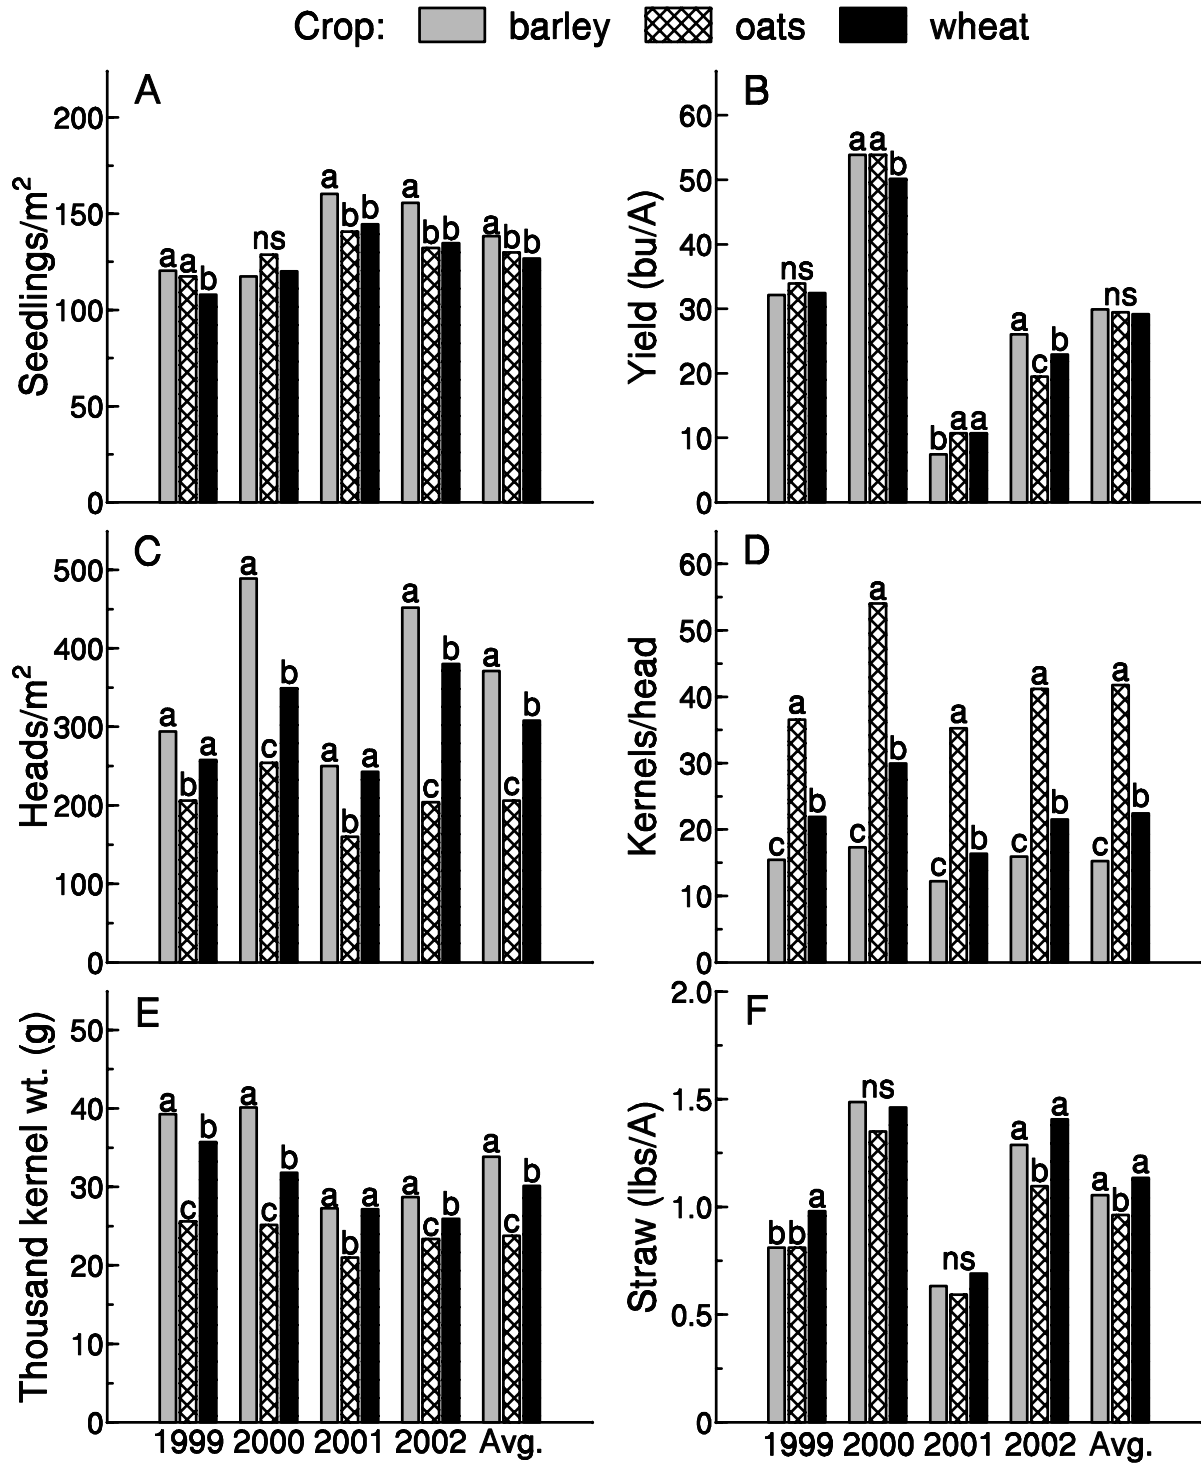 Crop: barley oats wheat
A
Seedlings/m²
200
150
100
50
0
a a b
ns
a b b
a b b
a b b
B
Yield (bu/A)
60
50
40
30
20
10
0
ns
a a b
b a a
a c b
ns
C
Heads/m²
500
400
300
200
100
0
a b a
a c b
a b a
a c b
a c b
D
Kernels/head
60
50
40
30
20
10
0
c a b
c a b
c a b
c a b
c a b
E
Thousand kernel wt. (g)
50
40
30
20
10
0
a c b
a c b
a b a
a c b
a c b
1999 2000 2001 2002 Avg.
F
Straw (lbs/A)
2.0
1.5
1.0
0.5
0
b b a
ns
ns
a b a
a b a
1999 2000 2001 2002 Avg.